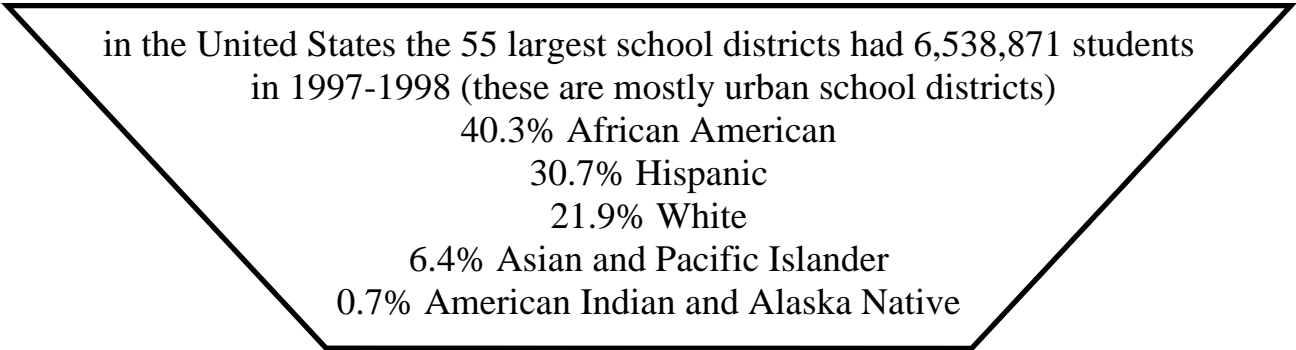 in the United States the 55 largest school districts had 6,538,871 students
in 1997-1998 (these are mostly urban school districts)
40.3% African American
30.7% Hispanic
21.9% White
6.4% Asian and Pacific Islander
0.7% American Indian and Alaska Native